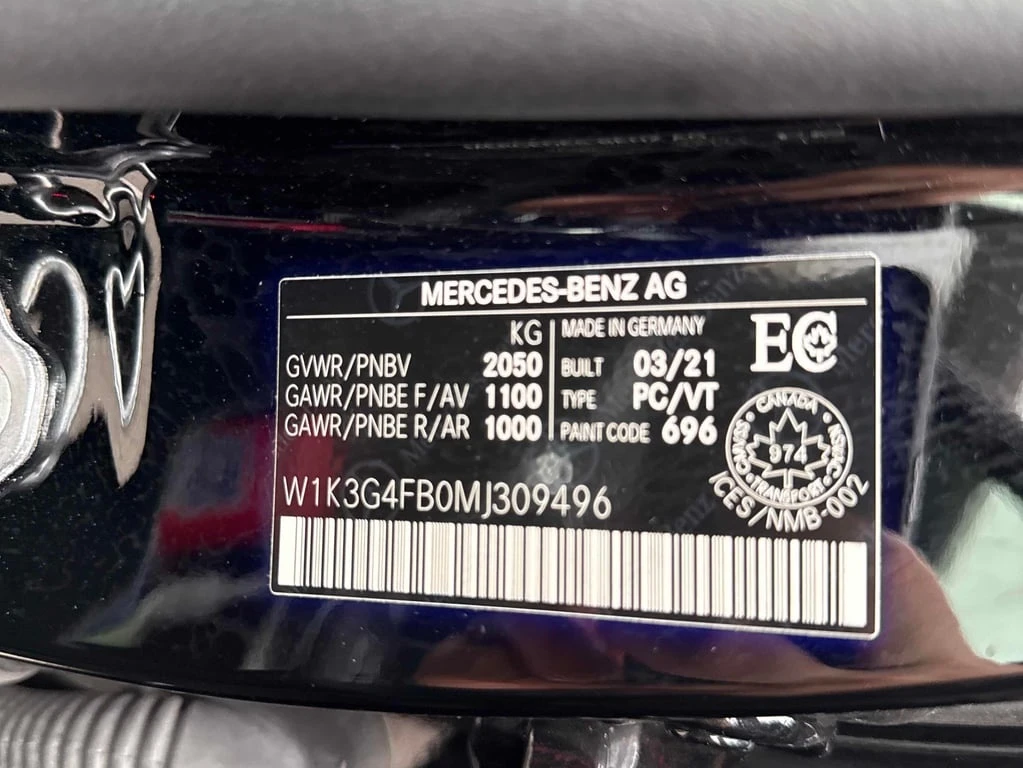 MERCEDES-BENZ AG
KG
GVWR/PNBV 2050
GAWR/PNBE F/AV 1100
GAWR/PNBE R/AR 1000
MADE IN GERMANY
BUILT 03/21
TYPE PC/VT
PAINT CODE 696
EC
CANADA
974
TRANSPORT
ICES/NMB-002
W1K3G4FB0MJ309496